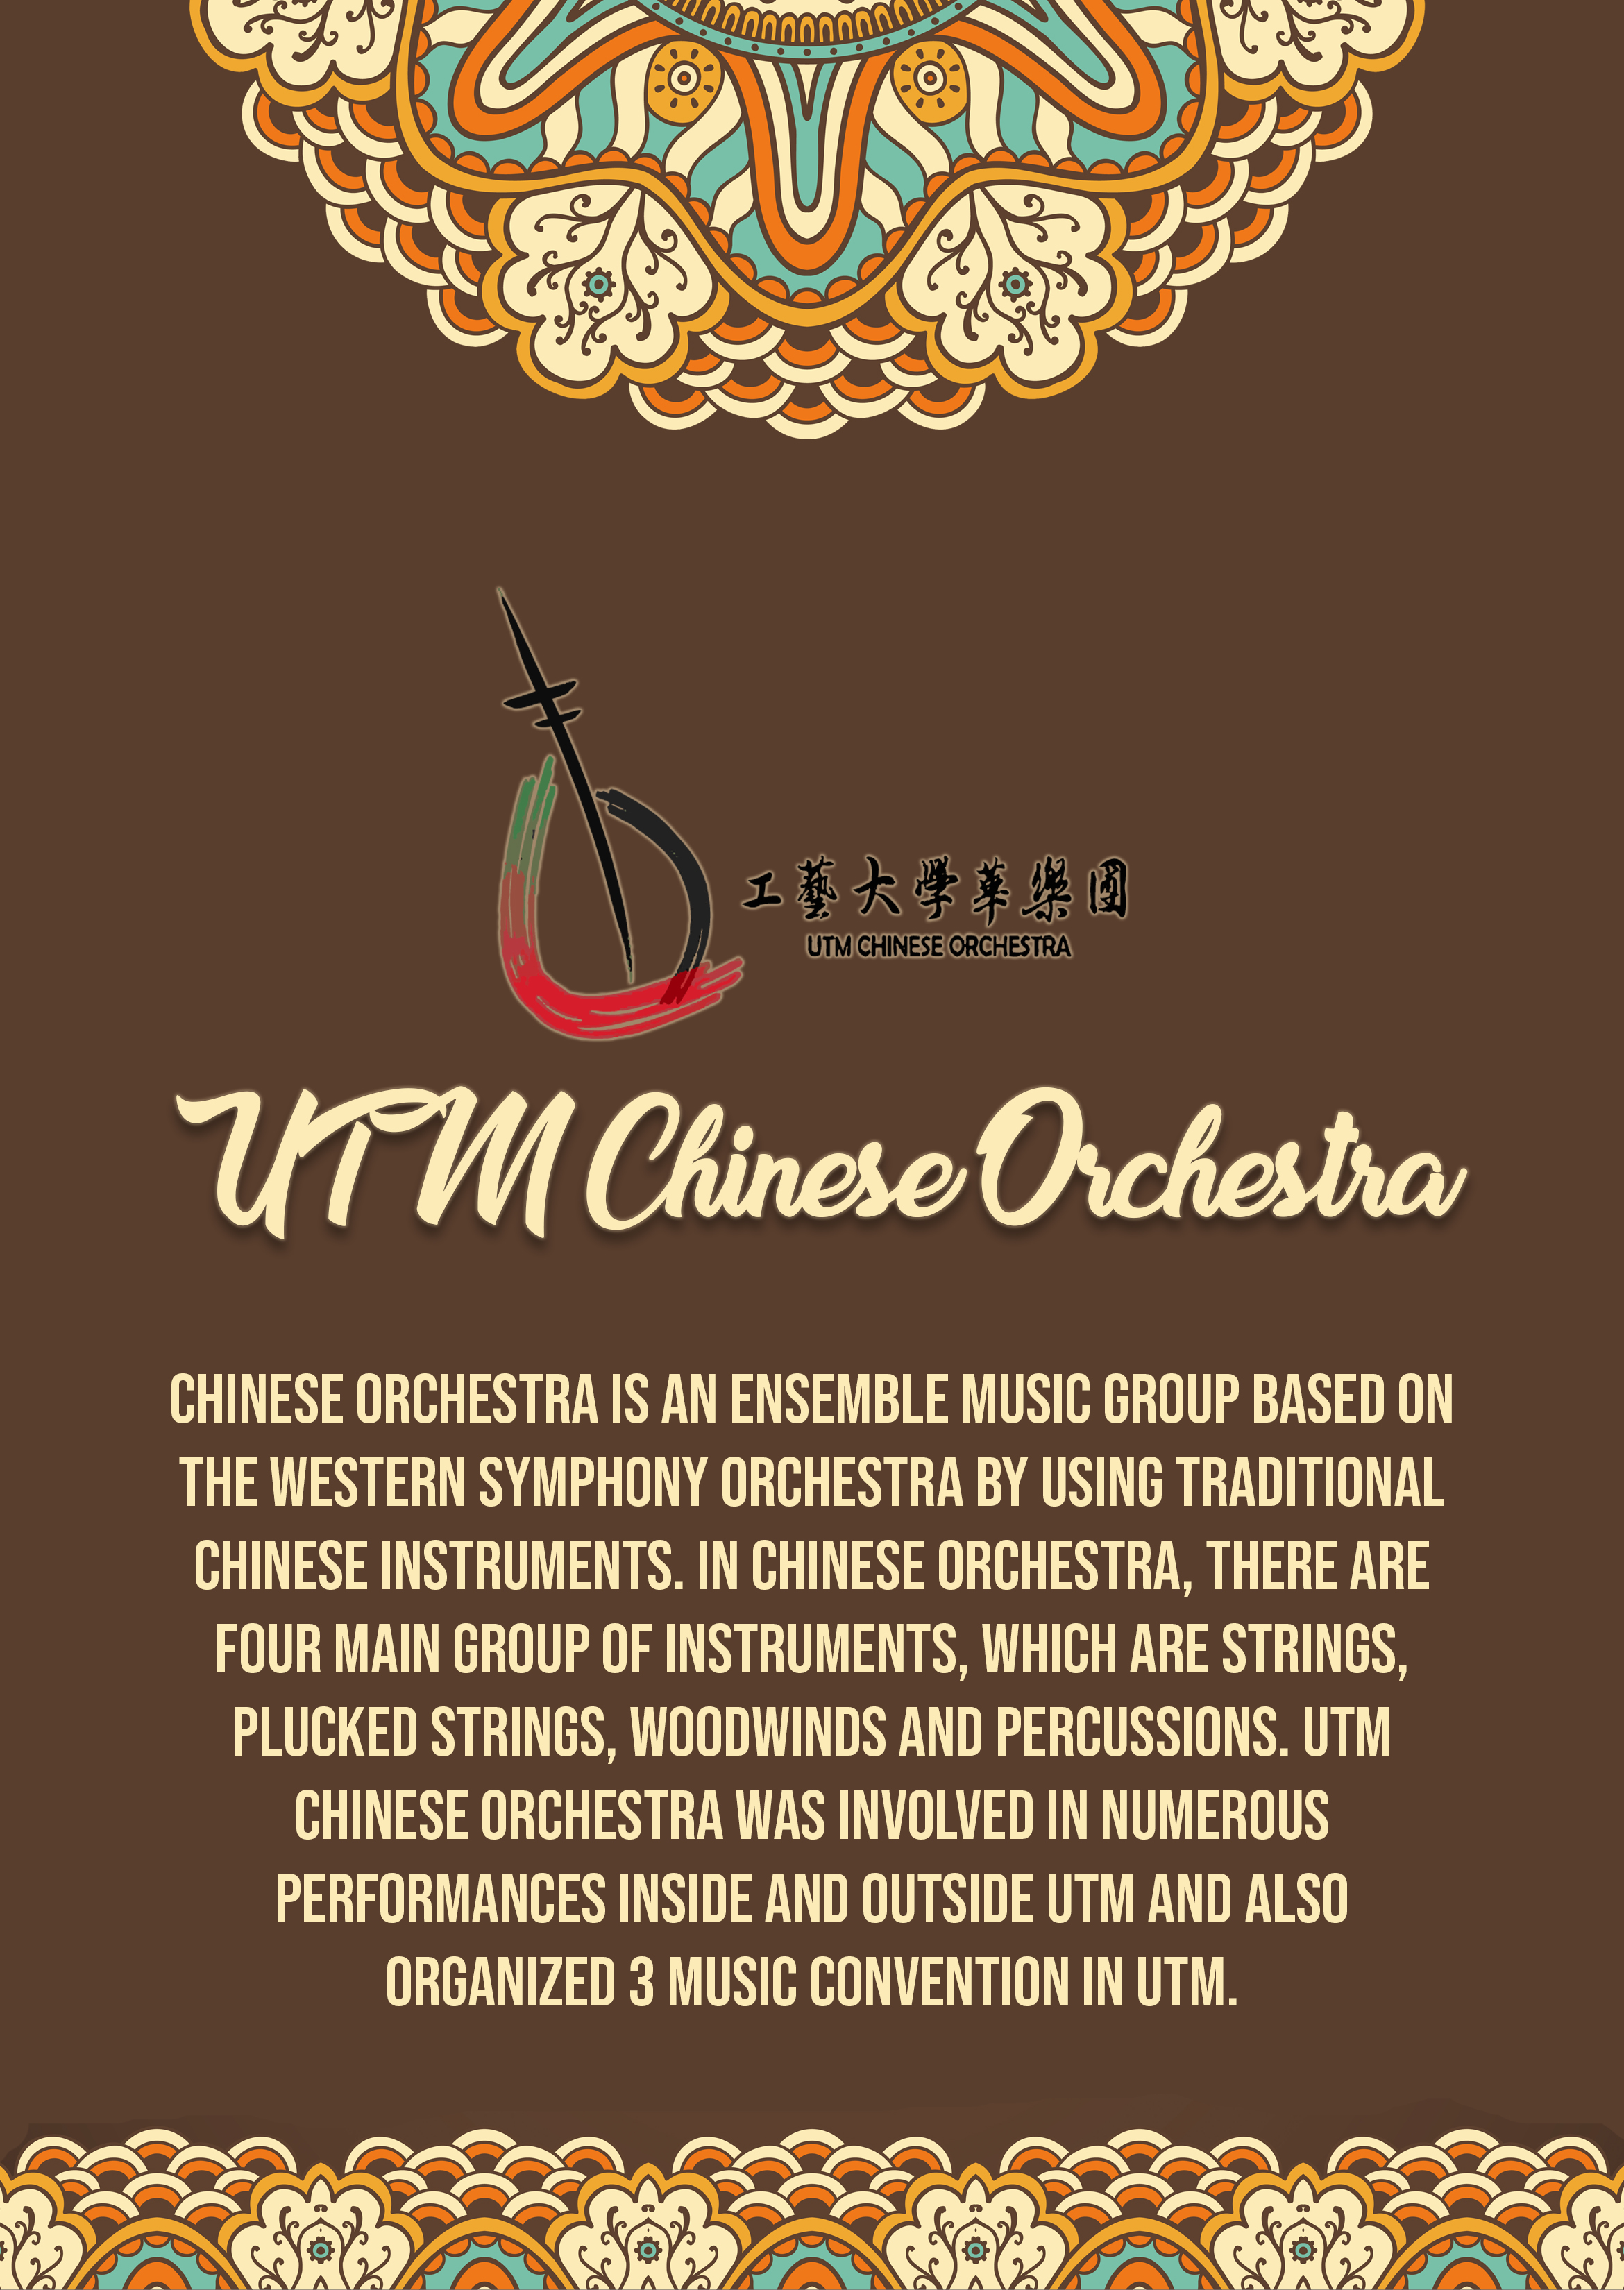 工藝大學華樂團
UTM CHINESE ORCHESTRA
UTM Chinese Orchestra
CHINESE ORCHESTRA IS AN ENSEMBLE MUSIC GROUP BASED ON
THE WESTERN SYMPHONY ORCHESTRA BY USING TRADITIONAL
CHINESE INSTRUMENTS. IN CHINESE ORCHESTRA, THERE ARE
FOUR MAIN GROUP OF INSTRUMENTS, WHICH ARE STRINGS,
PLUCKED STRINGS, WOODWINDS AND PERCUSSIONS. UTM
CHINESE ORCHESTRA WAS INVOLVED IN NUMEROUS
PERFORMANCES INSIDE AND OUTSIDE UTM AND ALSO
ORGANIZED 3 MUSIC CONVENTION IN UTM.